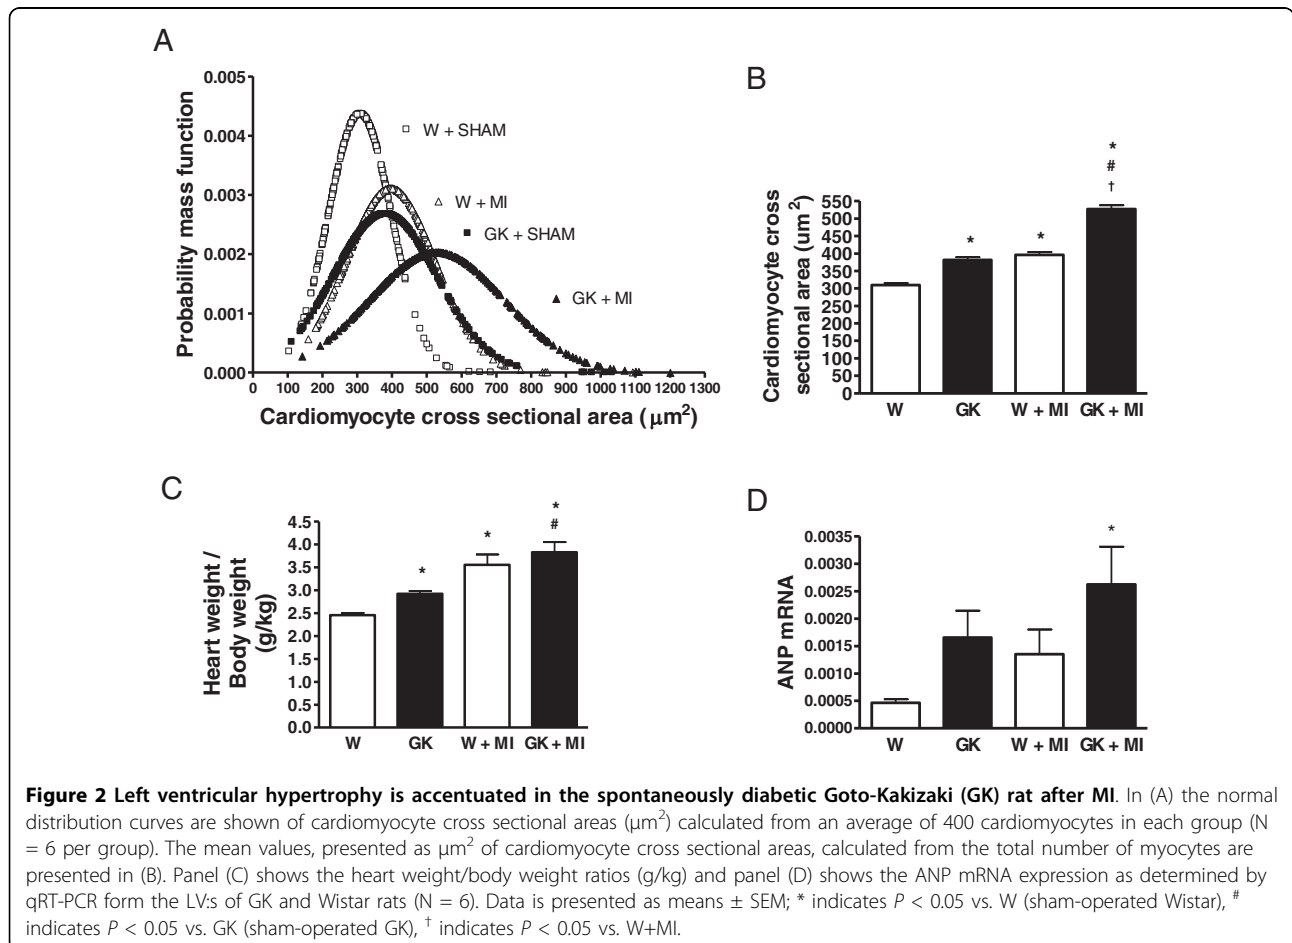 A
Probability mass function
0.005
0.004
0.003
0.002
0.001
0.000
W + SHAM
W + MI
GK + SHAM
GK + MI
0 100 200 300 400 500 600 700 800 900 1000 1100 1200 1300
Cardiomyocyte cross sectional area (μm²)
B
Cardiomyocyte cross
sectional area (um²)
550
500
450
400
350
300
250
200
150
100
50
0
*
*
*
#
†
W GK W + MI GK + MI
C
Heart weight /
Body weight
(g/kg)
4.5
4.0
3.5
3.0
2.5
2.0
1.5
1.0
0.5
0.0
*
*
*
#
W GK W + MI GK + MI
D
ANP mRNA
0.0035
0.0030
0.0025
0.0020
0.0015
0.0010
0.0005
0.0000
*
W GK W + MI GK + MI
Figure 2 Left ventricular hypertrophy is accentuated in the spontaneously diabetic Goto-Kakizaki (GK) rat after MI. In (A) the normal
distribution curves are shown of cardiomyocyte cross sectional areas (μm²) calculated from an average of 400 cardiomyocytes in each group (N
= 6 per group). The mean values, presented as μm² of cardiomyocyte cross sectional areas, calculated from the total number of myocytes are
presented in (B). Panel (C) shows the heart weight/body weight ratios (g/kg) and panel (D) shows the ANP mRNA expression as determined by
qRT-PCR form the LV:s of GK and Wistar rats (N = 6). Data is presented as means ± SEM; * indicates P < 0.05 vs. W (sham-operated Wistar), #
indicates P < 0.05 vs. GK (sham-operated GK), † indicates P < 0.05 vs. W+MI.